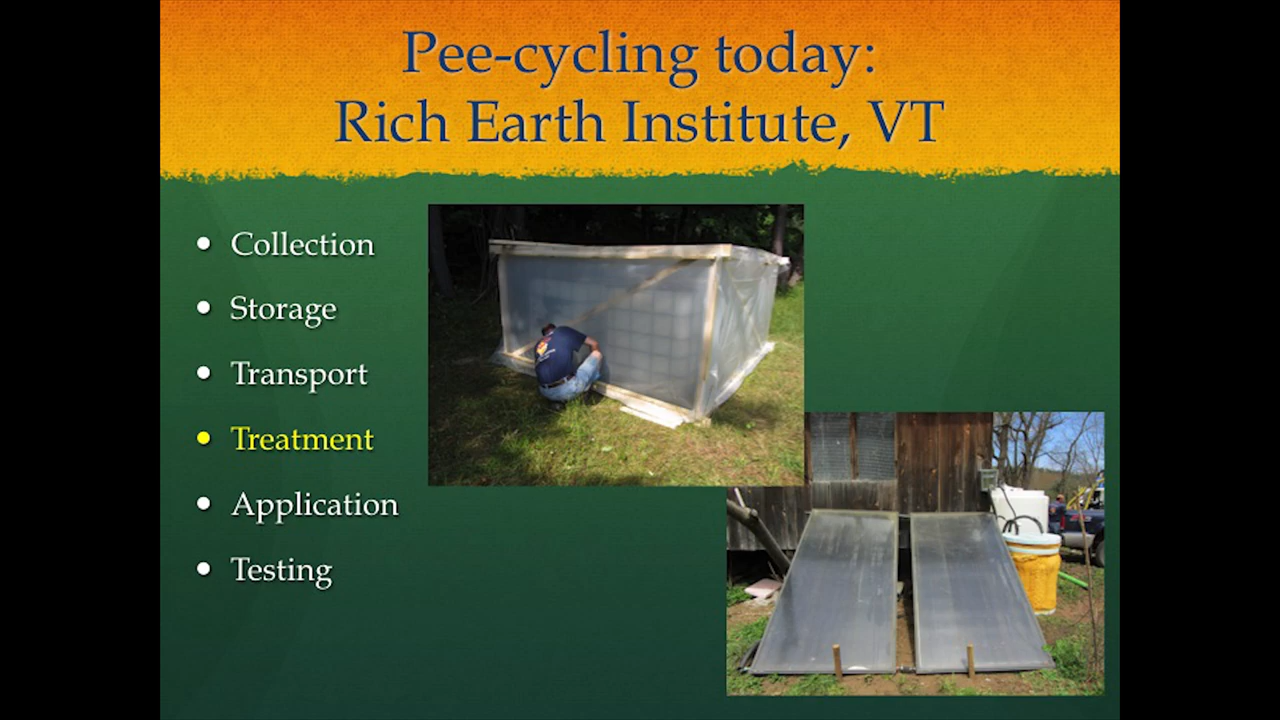 Pee-cycling today:
Rich Earth Institute, VT
• Collection
• Storage
• Transport
• Treatment
• Application
• Testing